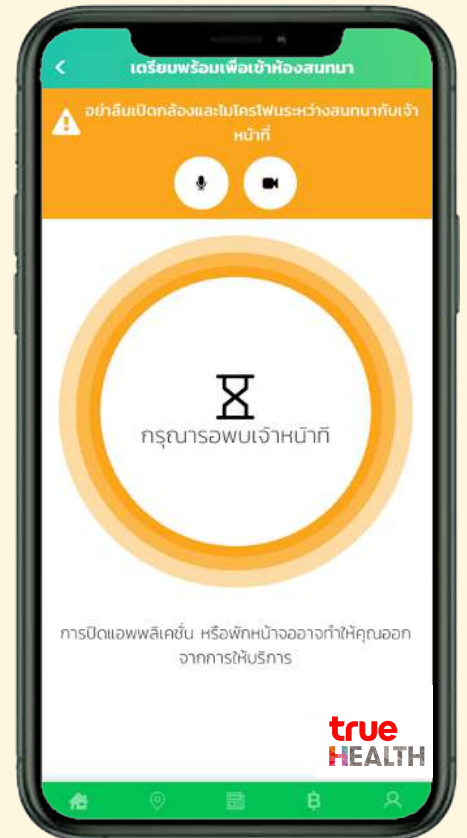 เตรียมพร้อมเพื่อเข้าห้องสนทนา
อย่าลืมเปิดกล้องและไมโครโฟนระหว่างสนทนากับเจ้า
หน้าที่
กรุณารอพบเจ้าหน้าที่
การปิดแอพพลิเคชั่น หรือพักหน้าจออาจทำให้คุณออก
จากการให้บริการ
true
HEALTH